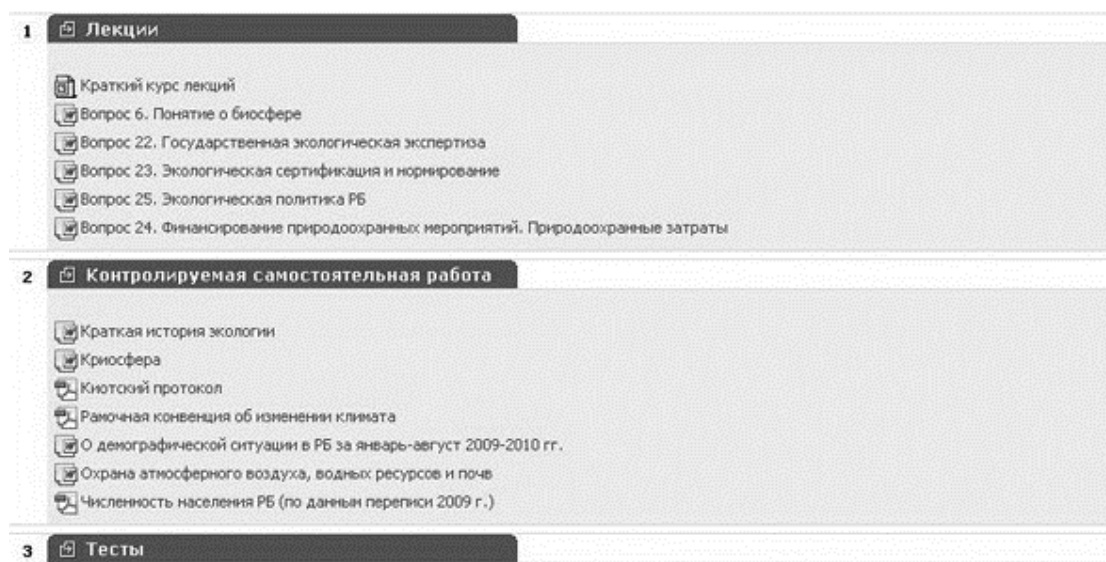 1 Лекции
Краткий курс лекций
Вопрос 6. Понятие о биосфере
Вопрос 22. Государственная экологическая экспертиза
Вопрос 23. Экологическая сертификация и нормирование
Вопрос 25. Экологическая политика РБ
Вопрос 24. Финансирование природоохранных мероприятий. Природоохранные затраты
2 Контролируемая самостоятельная работа
Краткая история экологии
Криосфера
Киотский протокол
Рамочная конвенция об изменении климата
О демографической ситуации в РБ за январь-август 2009-2010 гг.
Охрана атмосферного воздуха, водных ресурсов и почв
Численность населения РБ (по данным переписи 2009 г.)
3 Тесты